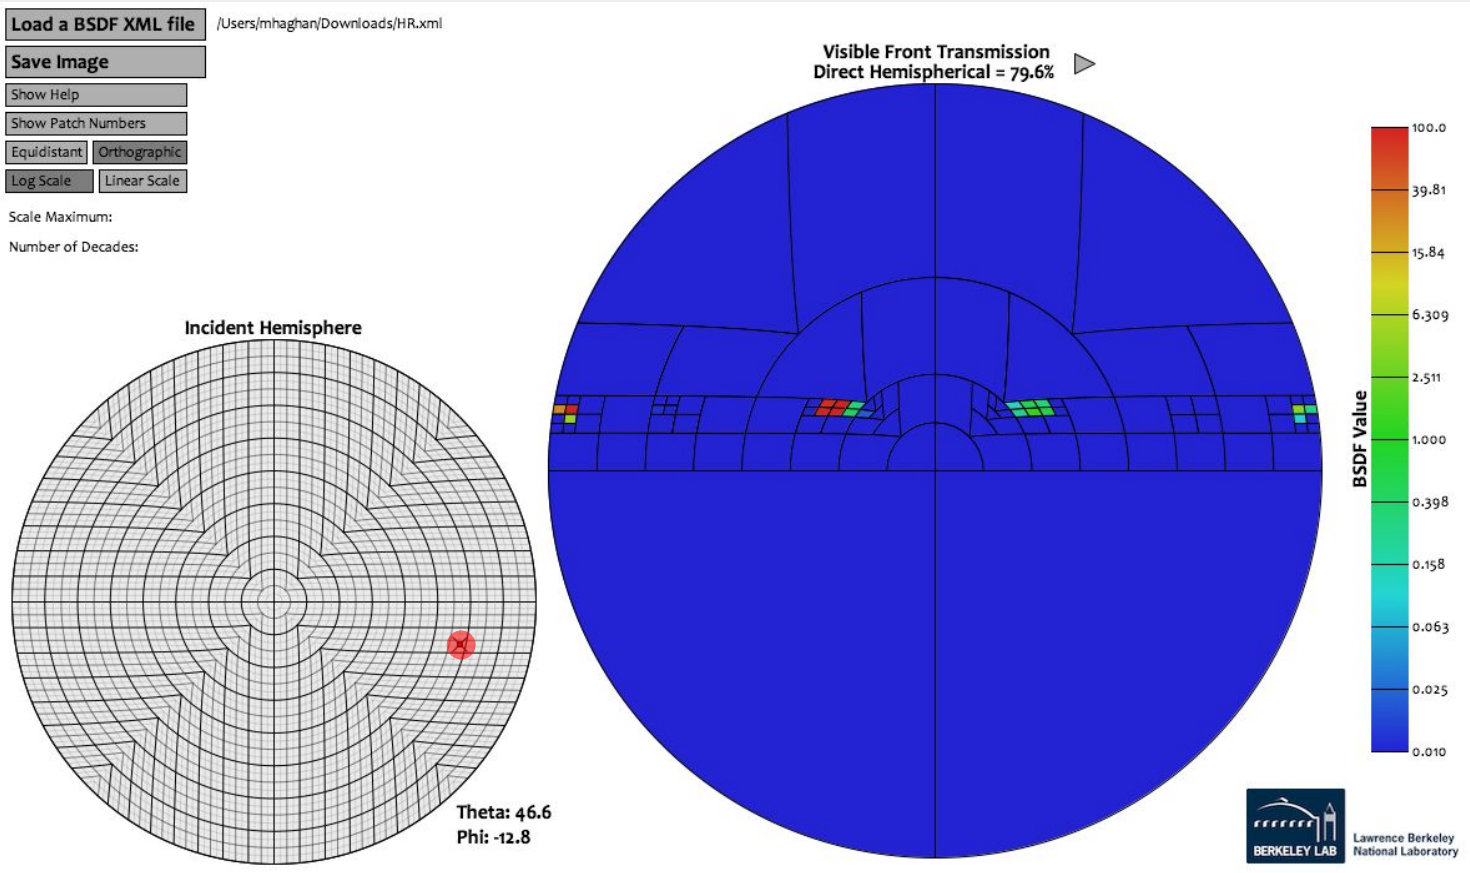 Load a BSDF XML file
/Users/mhaghan/Downloads/HR.xml
Save Image
Show Help
Show Patch Numbers
Equidistant
Orthographic
Log Scale
Linear Scale
Scale Maximum:
Number of Decades:
Incident Hemisphere
Theta: 46.6
Phi: -12.8
Visible Front Transmission
Direct Hemispherical = 79.6%
BSDF Value
100.0
39.81
15.84
6.309
2.511
1.000
0.398
0.158
0.063
0.025
0.010
BERKELEY LAB
Lawrence Berkeley
National Laboratory